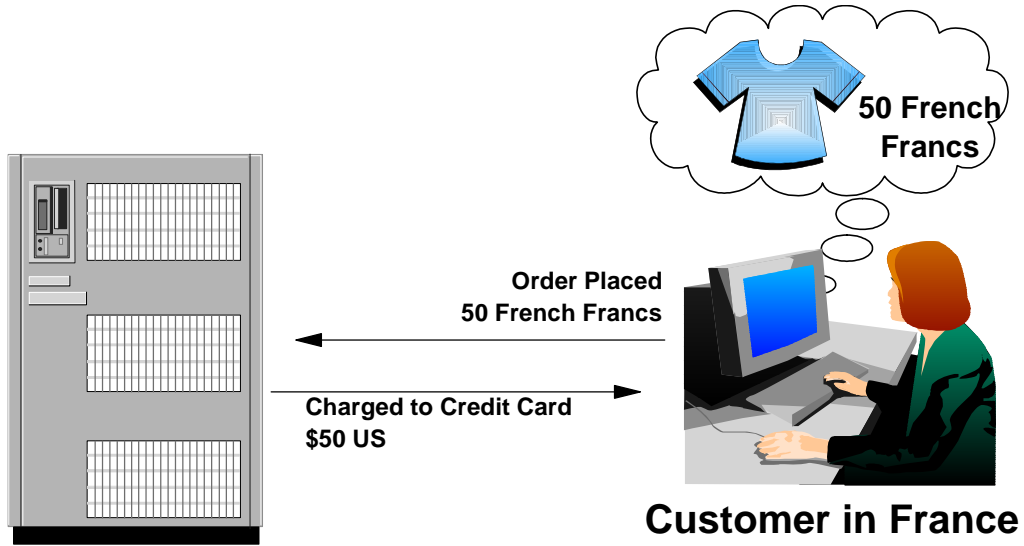 50 French
Francs
Order Placed
50 French Francs
Charged to Credit Card
$50 US
Customer in France